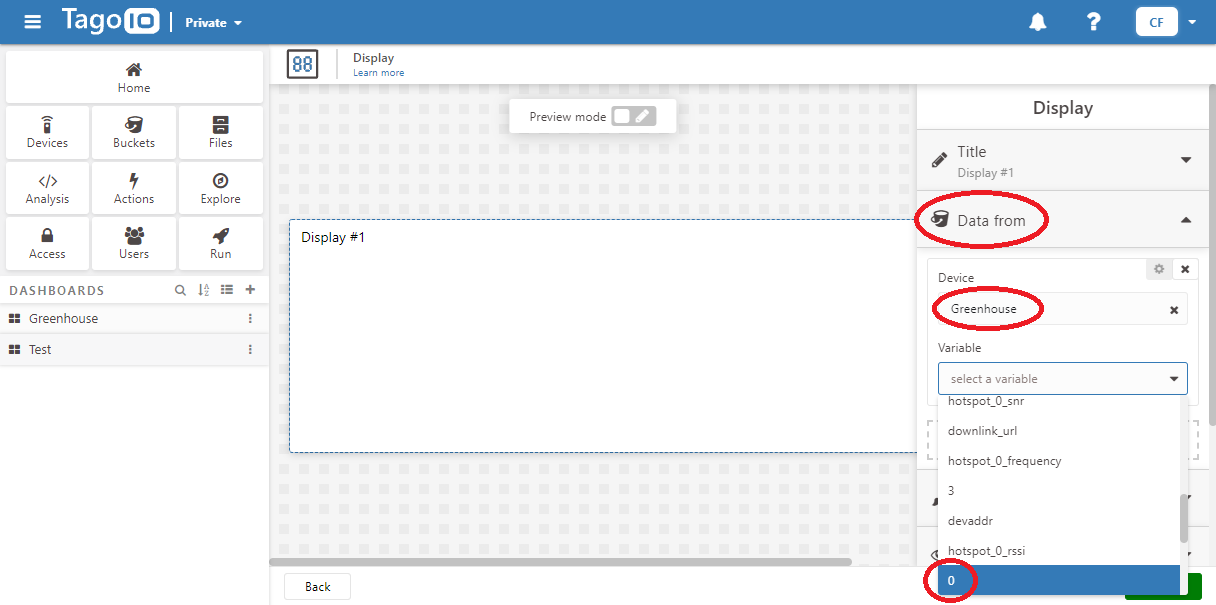 TagoIO
Private
CF
Home
Devices
Buckets
Files
Analysis
Actions
Explore
Access
Users
Run
DASHBOARDS
Greenhouse
Test
88
Display
Learn more
Preview mode
Display #1
Back
Display
Title
Display #1
Data from
Device
Greenhouse
Variable
select a variable
hotspot_0_snr
downlink_url
hotspot_0_frequency
3
devaddr
hotspot_0_rssi
0